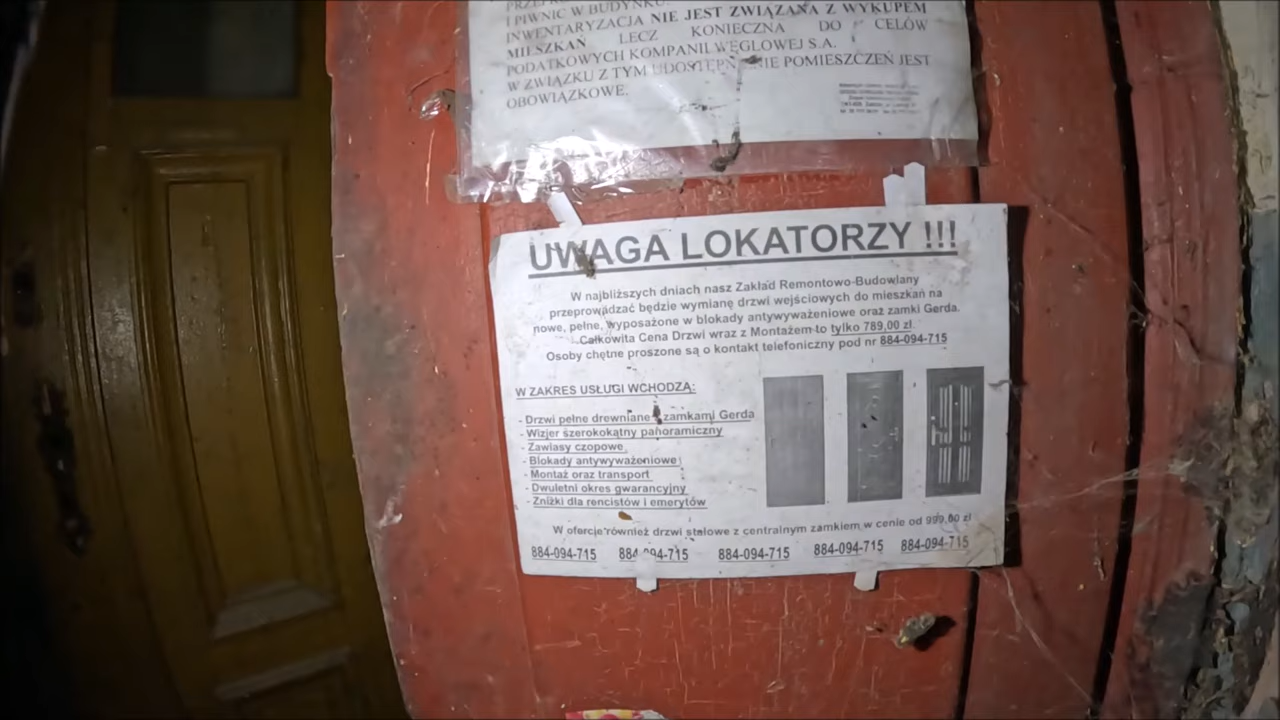 I PIWNIC W BUDYNKU.
INWENTARYZACJA NIE JEST ZWIĄZANA Z WYKUPEM
MIESZKAŃ LECZ KONIECZNA DO CELÓW
PODATKOWYCH KOMPANII WĘGLOWEJ S.A.
W ZWIĄZKU Z TYM UDOSTĘPNIENIE POMIESZCZEŃ JEST
OBOWIĄZKOWE.
UWAGA LOKATORZY !!!
W najbliższych dniach nasz Zakład Remontowo-Budowlany
przeprowadzać będzie wymianę drzwi wejściowych do mieszkań na
nowe, pełne, wyposażone w blokady antywyważeniowe oraz zamki Gerda.
Całkowita Cena Drzwi wraz z Montażem to tylko 789,00 zł.
Osoby chętne proszone są o kontakt telefoniczny pod nr 884-094-715
W ZAKRES USŁUGI WCHODZĄ:
- Drzwi pełne drewniane z zamkami Gerda
- Wizjer szerokokątny panoramiczny
- Zawiasy czopowe
- Blokady antywyważeniowe
- Montaż oraz transport
- Dwuletni okres gwarancyjny
- Zniżki dla rencistów i emerytów
W ofercie również drzwi stalowe z centralnym zamkiem w cenie od 999,00 zł
884-094-715 884-094-715 884-094-715 884-094-715 884-094-715